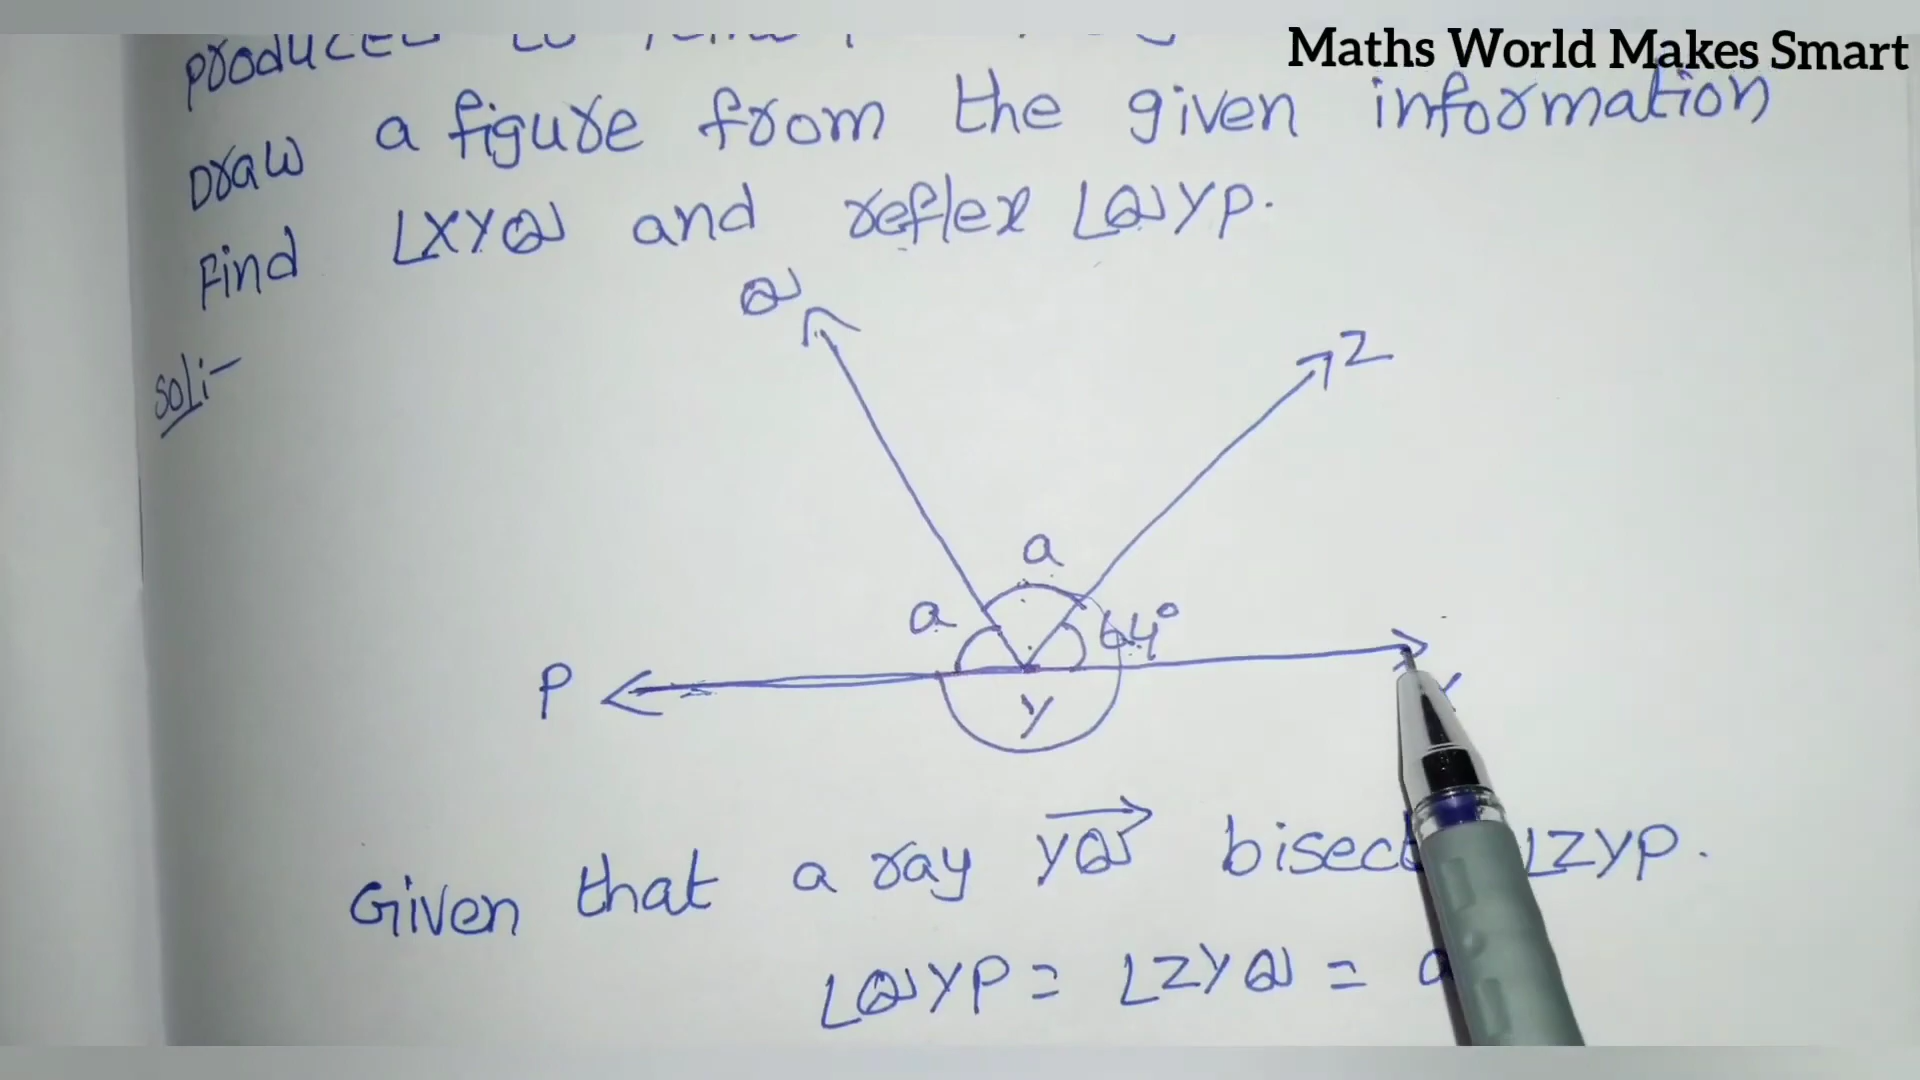 Maths World Makes Smart
produced to
Draw a figure from the given information
Find ∠XYQ and reflex ∠QYP.
Sol:-
Q
Z
a
a 64°
P
Y
Given that a ray YQ bisect ∠ZYP.
∠QYP = ∠ZYQ = a